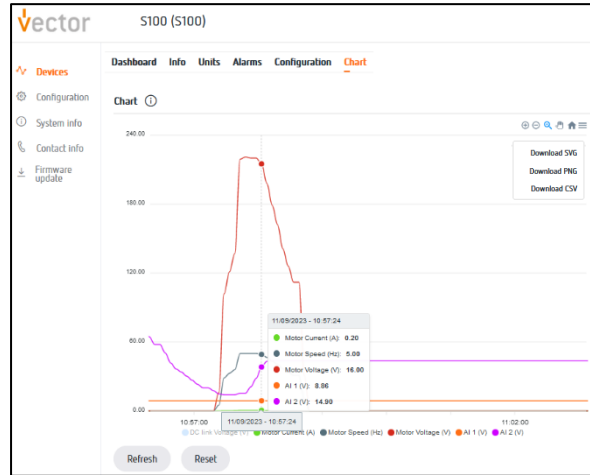 vector
S100 (S100)
Devices
Configuration
System info
Contact Info
Firmware
update
Dashboard Info Units Alarms Configuration Chart
Chart
Download SVG
Download PNG
Download CSV
240.00
180.00
120.00
60.00
0.00
11/09/2023 - 10:57:24
Motor Current (A): 0.20
Motor Speed (Hz): 5.00
Motor Voltage (V): 16.00
AI 1 (V): 8.86
AI 2 (V): 14.90
10:57:00
11/09/2023 - 10:57:24
11:02:00
DC link Voltage (V) Motor Current (A) Motor Speed (Hz) Motor Voltage (V) AI 1 (V) AI 2 (V)
Refresh Reset